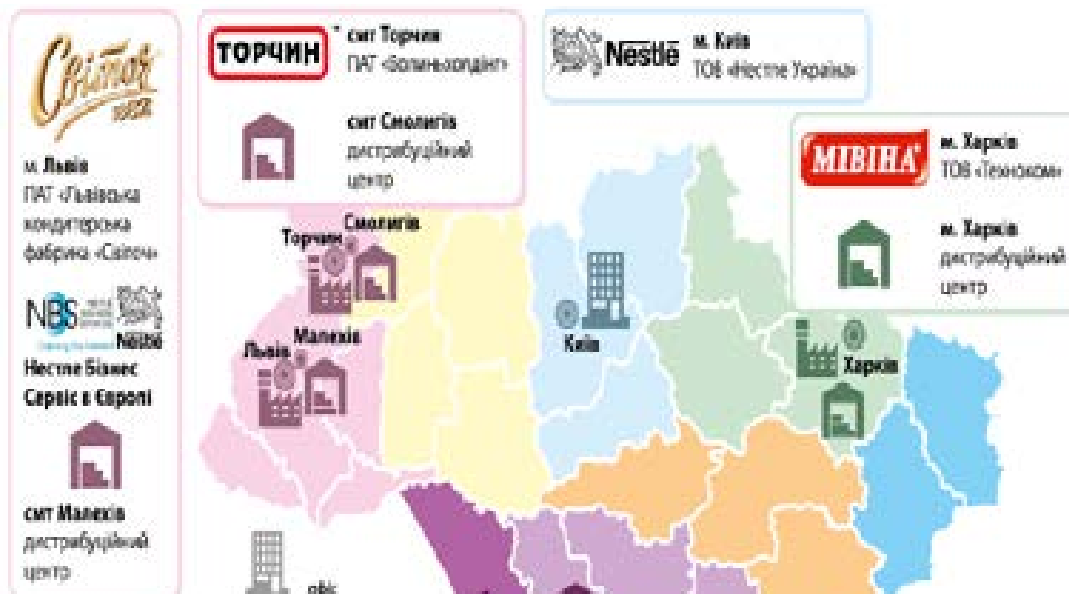 Світоч
1882
м. Львів
ПАТ «Львівська
кондитерська
фабрика «Світоч»
NBS
Nestlé
Нестле Бізнес
Сервіс в Європі
смт Малехів
дистрибуційний
центр
ТОРЧИН
смт Торчин
ПАТ «Волиньхолдінг»
смт Смолигів
дистрибуційний
центр
Nestlé
м. Київ
ТОВ «Нестле Україна»
МІВІНА
м. Харків
ТОВ «Техноком»
м. Харків
дистрибуційний
центр
Смолигів
Торчин
Малехів
Львів
Київ
Харків
офіс